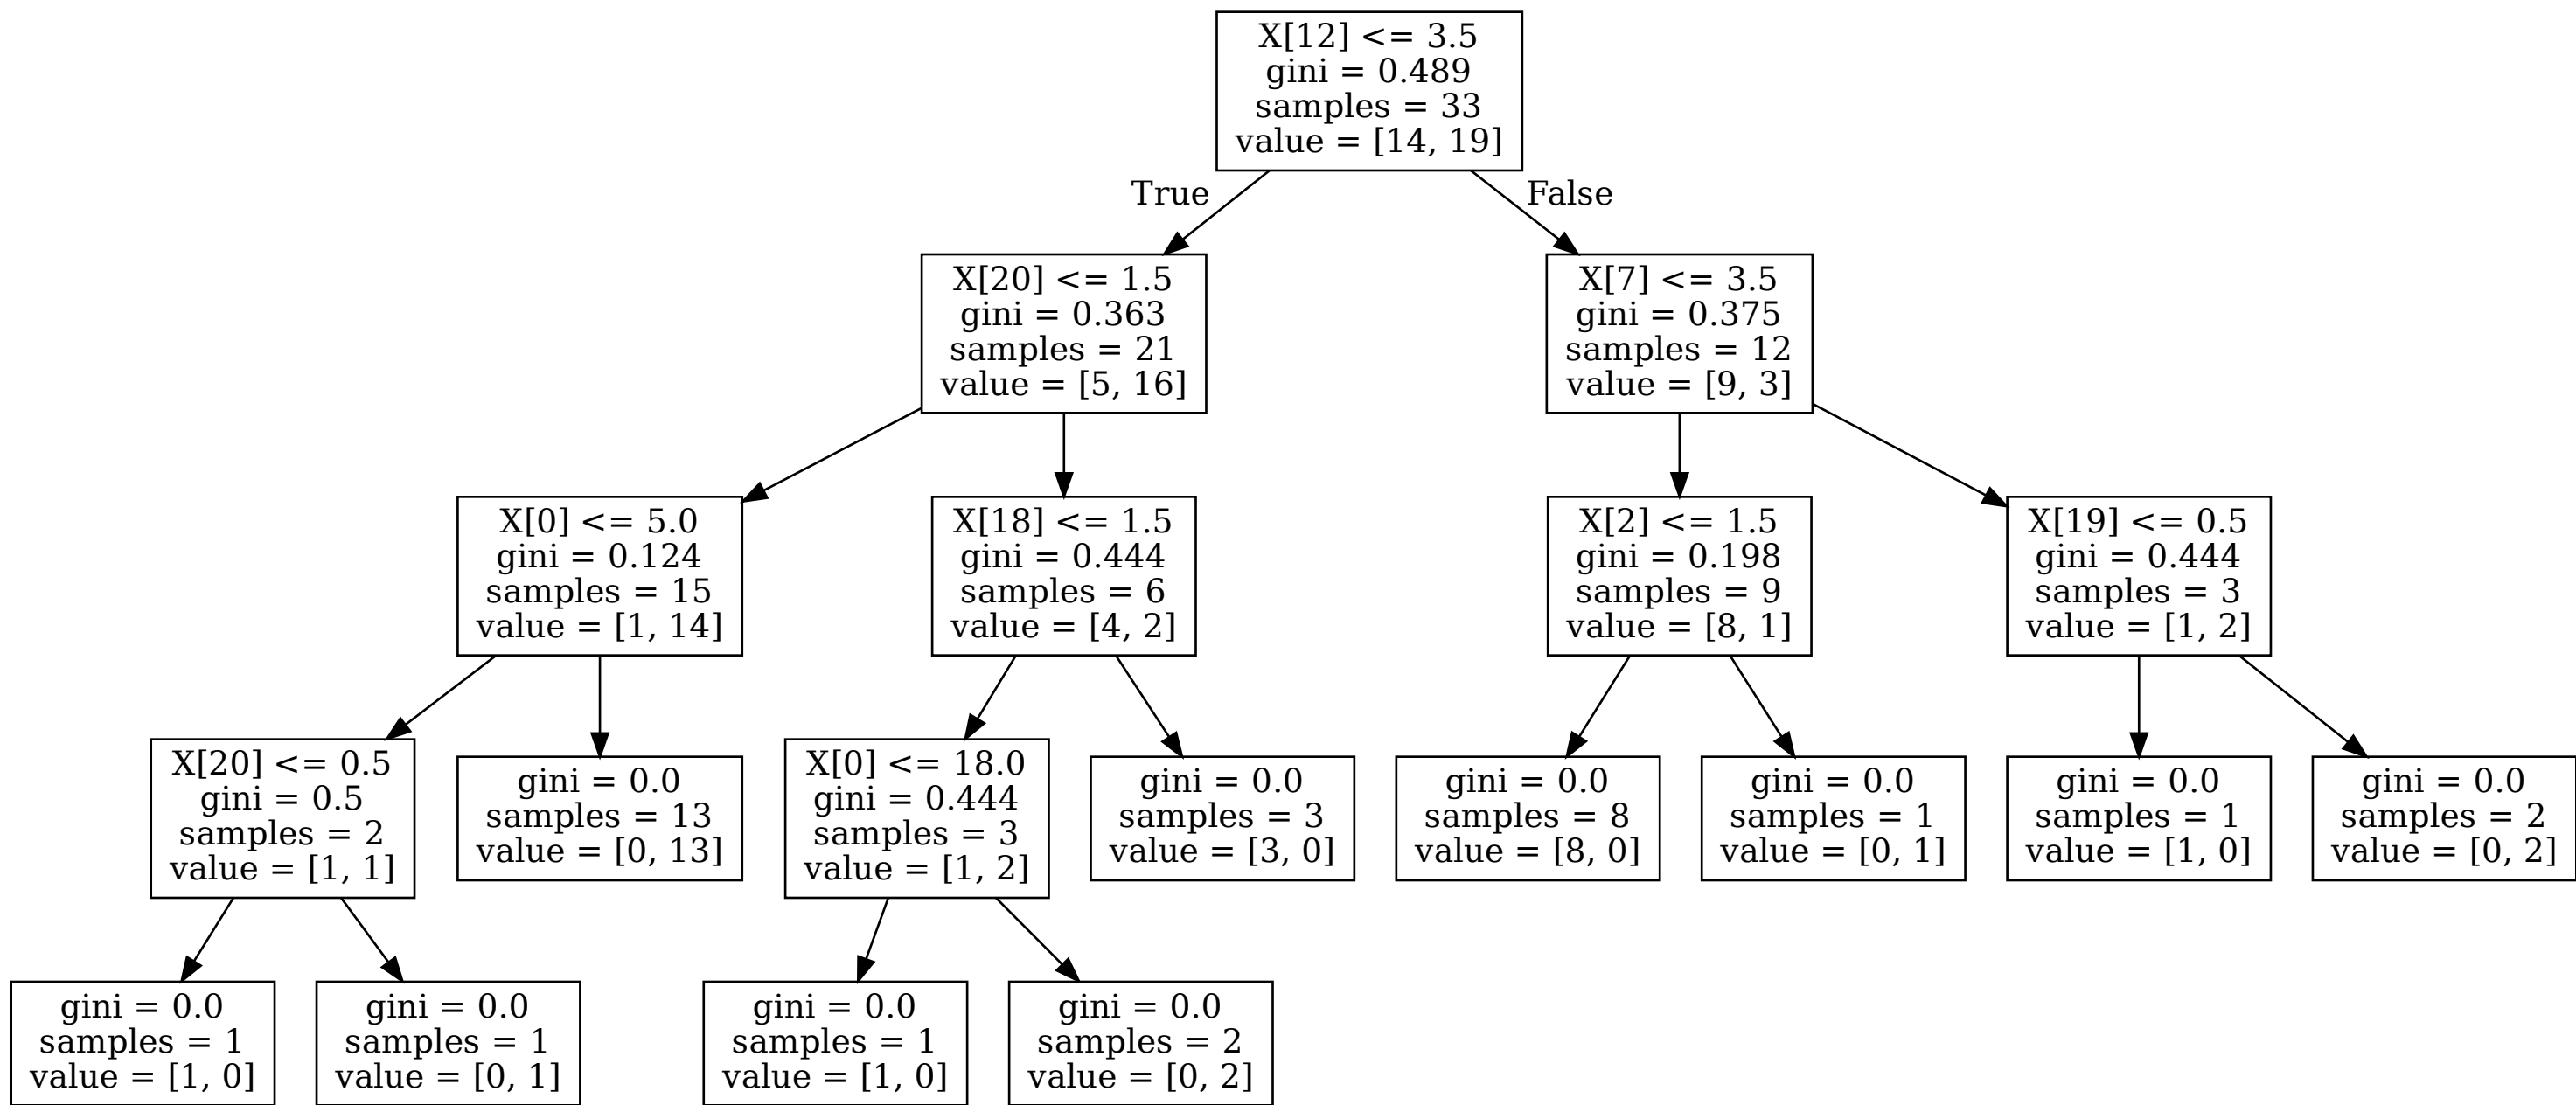 X[12] <= 3.5
gini = 0.489
samples = 33
value = [14, 19]
True
False
X[20] <= 1.5
gini = 0.363
samples = 21
value = [5, 16]
X[7] <= 3.5
gini = 0.375
samples = 12
value = [9, 3]
X[0] <= 5.0
gini = 0.124
samples = 15
value = [1, 14]
X[18] <= 1.5
gini = 0.444
samples = 6
value = [4, 2]
X[2] <= 1.5
gini = 0.198
samples = 9
value = [8, 1]
X[19] <= 0.5
gini = 0.444
samples = 3
value = [1, 2]
X[20] <= 0.5
gini = 0.5
samples = 2
value = [1, 1]
gini = 0.0
samples = 13
value = [0, 13]
X[0] <= 18.0
gini = 0.444
samples = 3
value = [1, 2]
gini = 0.0
samples = 3
value = [3, 0]
gini = 0.0
samples = 8
value = [8, 0]
gini = 0.0
samples = 1
value = [0, 1]
gini = 0.0
samples = 1
value = [1, 0]
gini = 0.0
samples = 2
value = [0, 2]
gini = 0.0
samples = 1
value = [1, 0]
gini = 0.0
samples = 1
value = [0, 1]
gini = 0.0
samples = 1
value = [1, 0]
gini = 0.0
samples = 2
value = [0, 2]